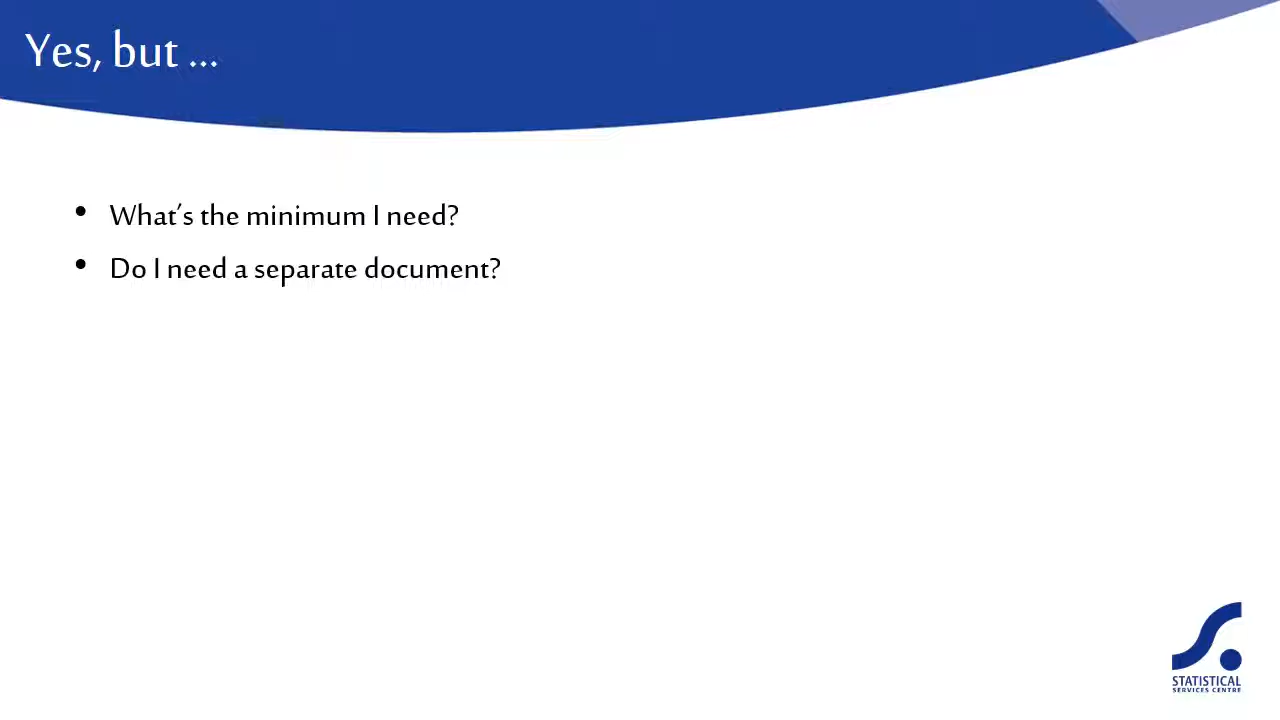 Yes, but ...
• What's the minimum I need?
• Do I need a separate document?
STATISTICAL
SERVICES CENTRE